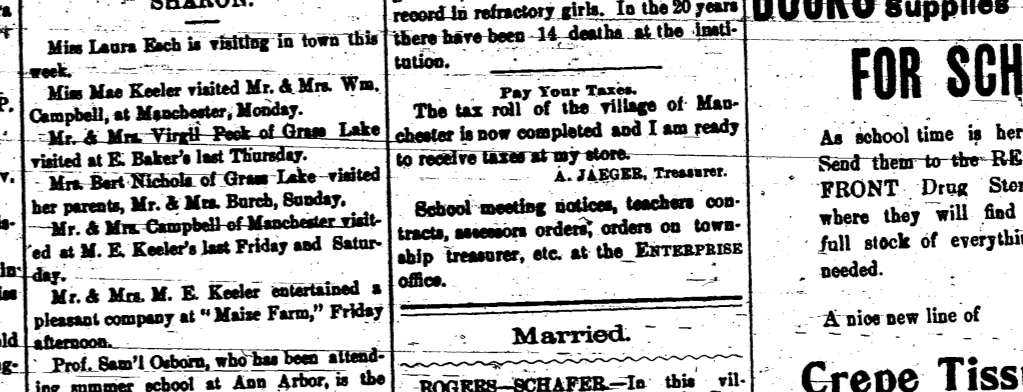 SHARON.
Miss Laura Esch is visiting in town this
week.
Miss Mae Keeler visited Mr. & Mrs. Wm.
Campbell, at Manchester, Monday.
Mr. & Mrs. Virgil Peek of Grass Lake
visited at E. Baker's last Thursday.
Mrs. Bert Nichols of Grass Lake visited
her parents, Mr. & Mrs. Burch, Sunday.
Mr. & Mrs. Campbell of Manchester visit-
ed at M. E. Keeler's last Friday and Satur-
day.
Mr. & Mrs. M. E. Keeler entertained a
pleasant company at "Maize Farm," Friday
afternoon.
Prof. Sam'l Osborn, who has been attend-
ing summer school at Ann Arbor, is the
record in refractory girls. In the 20 years
there have been 14 deaths at the insti-
tution.
Pay Your Taxes.
The tax roll of the village of Man-
chester is now completed and I am ready
to receive taxes at my store.
A. JAEGER, Treasurer.
School meeting notices, teachers con-
tracts, assessors orders, orders on town-
ship treasurer, etc. at the ENTERPRISE
office.
Married.
ROGERS—SCHAFER.—In this vil-
supplies
FOR SCH
As school time is her
Send them to the RE
FRONT Drug Stor
where they will find
full stock of everythi
needed.
A nice new line of
Crepe Tiss